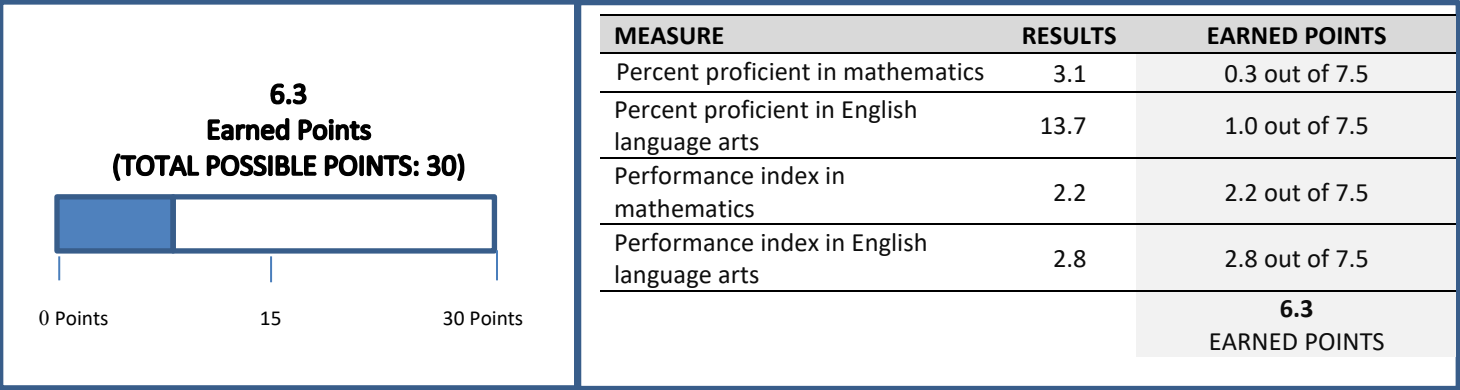 6.3
Earned Points
(TOTAL POSSIBLE POINTS: 30)
0 Points 15 30 Points
MEASURE RESULTS EARNED POINTS
Percent proficient in mathematics 3.1 0.3 out of 7.5
Percent proficient in English
language arts 13.7 1.0 out of 7.5
Performance index in
mathematics 2.2 2.2 out of 7.5
Performance index in English
language arts 2.8 2.8 out of 7.5
6.3
EARNED POINTS